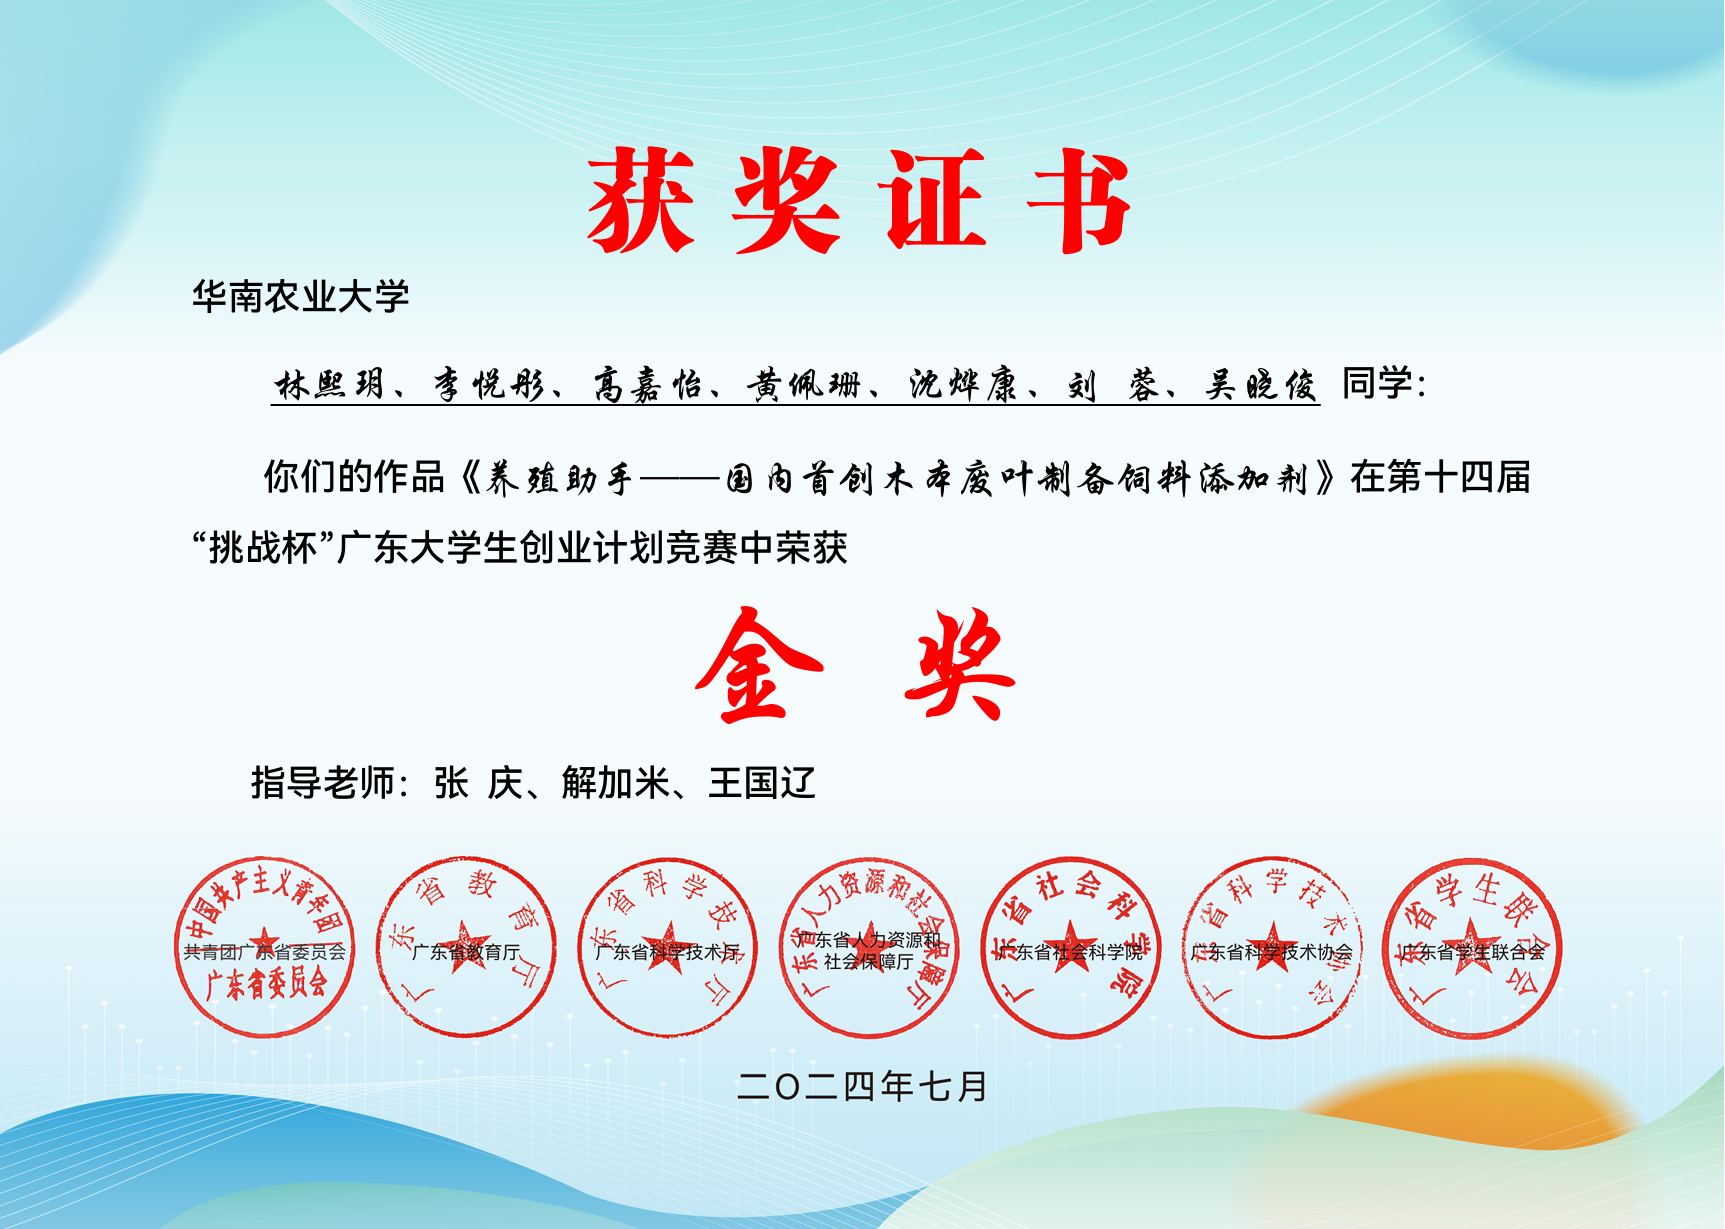 获奖证书
华南农业大学
林熙玥、李悦彤、高嘉怡、黄佩珊、沈烨康、刘 蓉、吴晓俊 同学：
你们的作品《养殖助手——国内首创木本废叶制备饲料添加剂》在第十四届
“挑战杯”广东大学生创业计划竞赛中荣获
金 奖
指导老师：张 庆、解加米、王国辽
中国共产主义青年团
共青团广东省委员会
广东省委员会
广东省教育厅
广东省教育厅
广东省科学技术厅
广东省科学技术厅
广东省人力资源和社会保障厅
广东省人力资源和
社会保障厅
广东省社会科学院
广东省社会科学院
广东省科学技术协会
广东省科学技术协会
广东省学生联合会
广东省学生联合会
二〇二四年七月